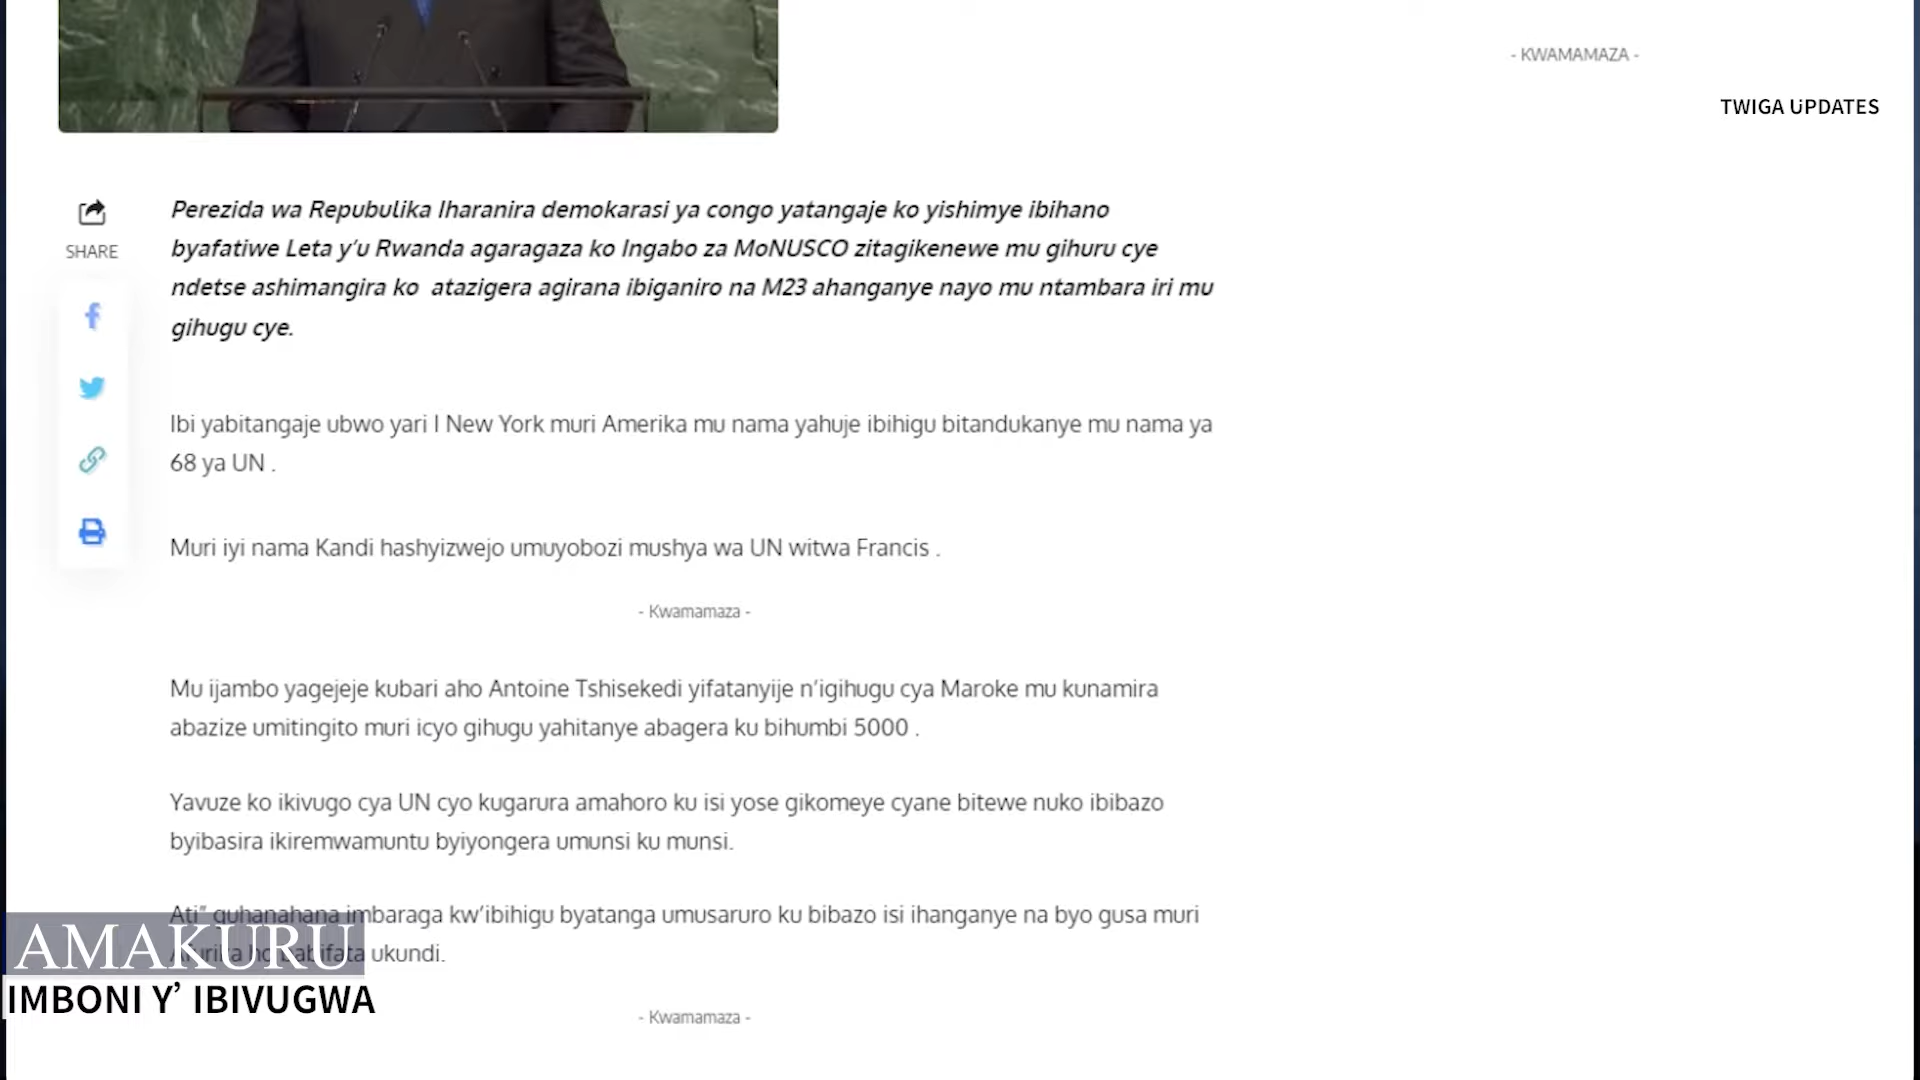 - KWAMAMAZA -
TWIGA UPDATES
SHARE
Perezida wa Repubulika Iharanira demokarasi ya congo yatangaje ko yishimye ibihano
byafatiwe Leta y’u Rwanda agaragaza ko Ingabo za MoNUSCO zitagikenewe mu gihuru cye
ndetse ashimangira ko atazigera agirana ibiganiro na M23 ahanganye nayo mu ntambara iri mu
gihugu cye.
Ibi yabitangaje ubwo yari I New York muri Amerika mu nama yahuje ibihigu bitandukanye mu nama ya
68 ya UN .
Muri iyi nama Kandi hashyizwejo umuyobozi mushya wa UN witwa Francis .
- Kwamamaza -
Mu ijambo yagejeje kubari aho Antoine Tshisekedi yifatanyije n’igihugu cya Maroke mu kunamira
abazize umitingito muri icyo gihugu yahitanye abagera ku bihumbi 5000 .
Yavuze ko ikivugo cya UN cyo kugarura amahoro ku isi yose gikomeye cyane bitewe nuko ibibazo
byibasira ikiremwamuntu byiyongera umunsi ku munsi.
Ati” guhanahana imbaraga kw’ibihigu byatanga umusaruro ku bibazo isi ihanganye na byo gusa muri
babifata ukundi.
AMAKURU
IMBONI Y’ IBIVUGWA
- Kwamamaza -